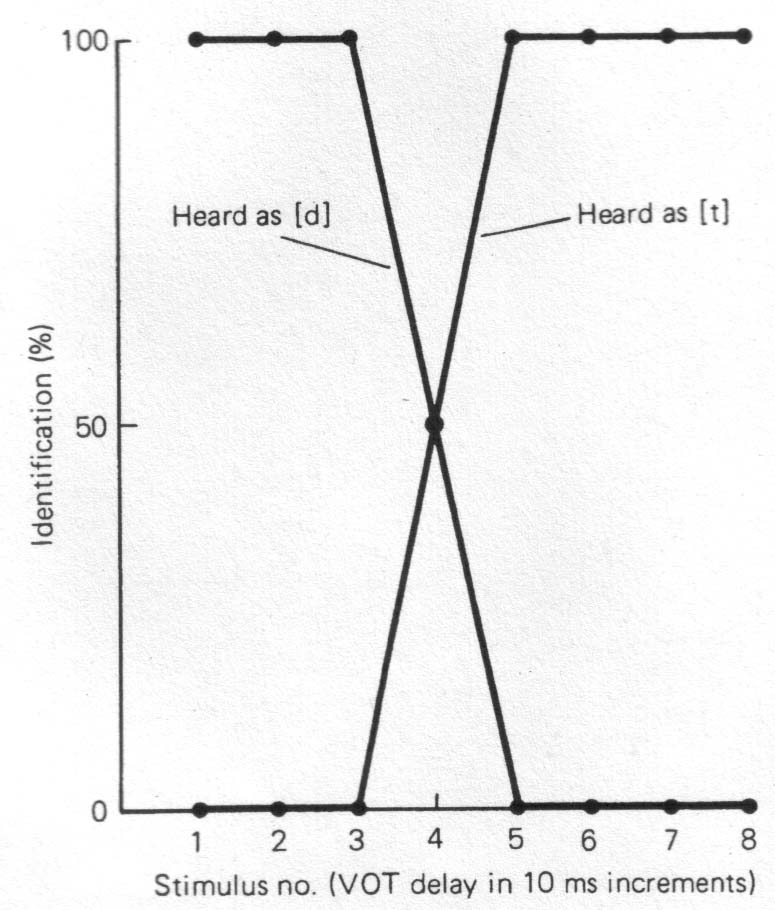 100
Heard as [d]
Heard as [t]
Identification (%)
50
0
1 2 3 4 5 6 7 8
Stimulus no. (VOT delay in 10 ms increments)